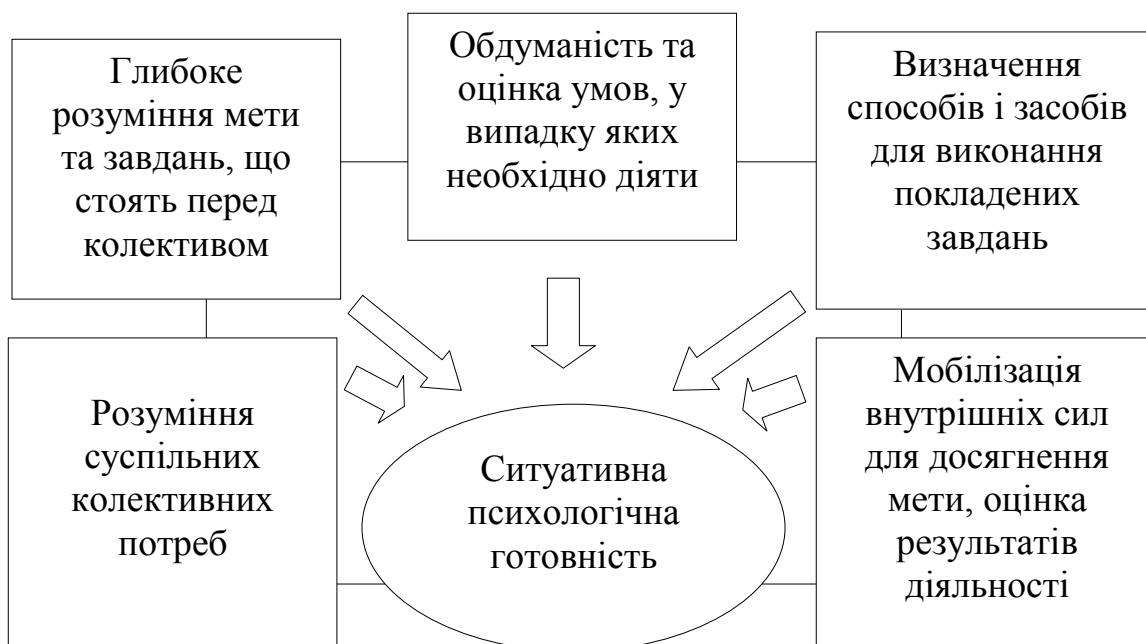 Глибоке
розуміння мети
та завдань, що
стоять перед
колективом
Обдуманість та
оцінка умов, у
випадку яких
необхідно діяти
Визначення
способів і засобів
для виконання
покладених
завдань
Розуміння
суспільних
колективних
потреб
Ситуативна
психологічна
готовність
Мобілізація
внутрішніх сил
для досягнення
мети, оцінка
результатів
діяльності